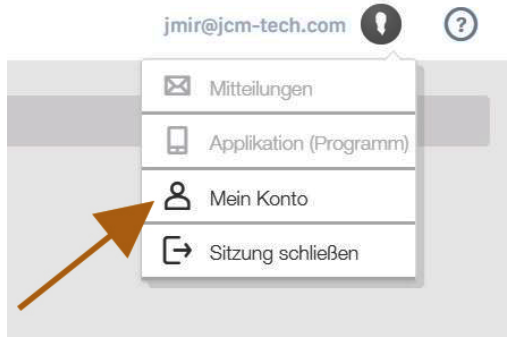 jmir@jcm-tech.com ?
Mitteilungen
Applikation (Programm)
Mein Konto
Sitzung schließen